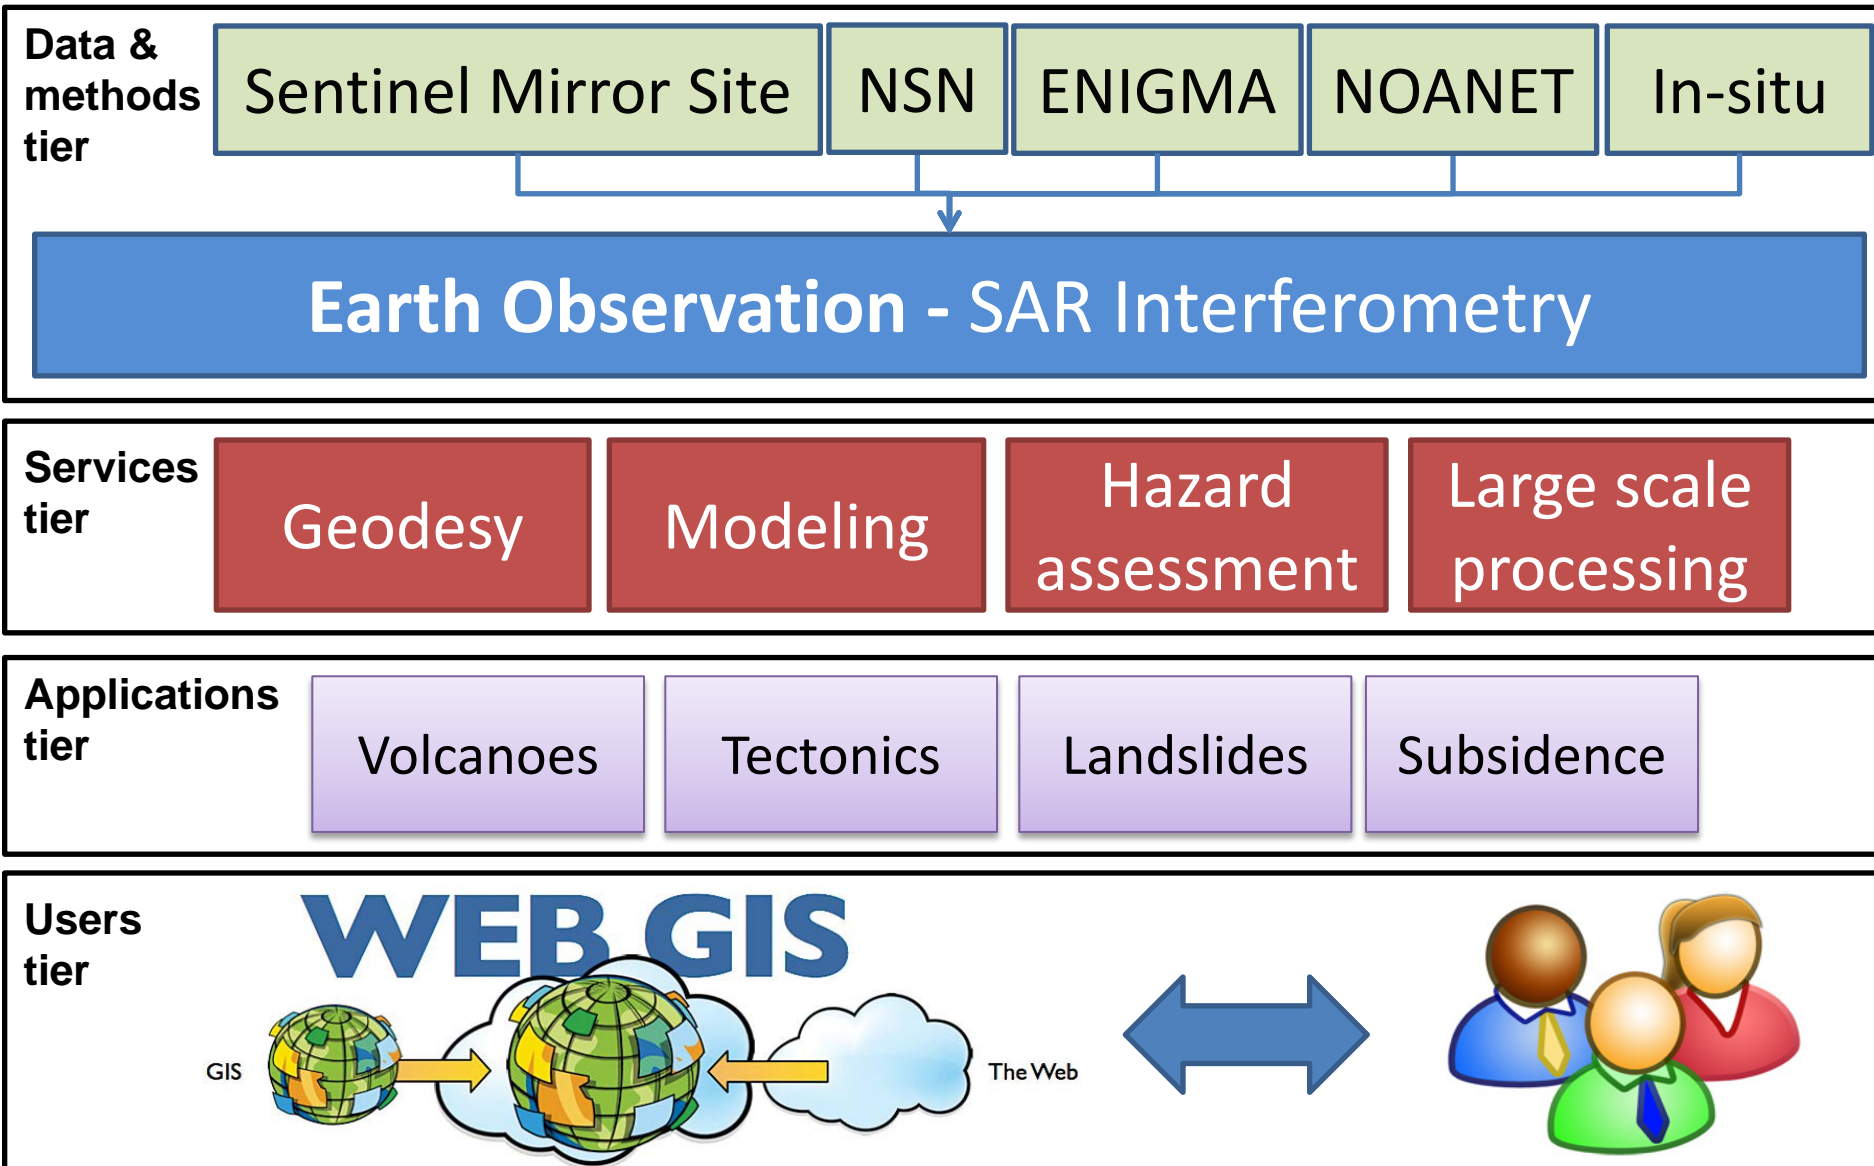 Data &
methods
tier
Sentinel Mirror Site
NSN
ENIGMA
NOANET
In-situ
Earth Observation - SAR Interferometry
Services
tier
Geodesy
Modeling
Hazard
assessment
Large scale
processing
Applications
tier
Volcanoes
Tectonics
Landslides
Subsidence
Users
tier
WEB GIS
GIS
The Web